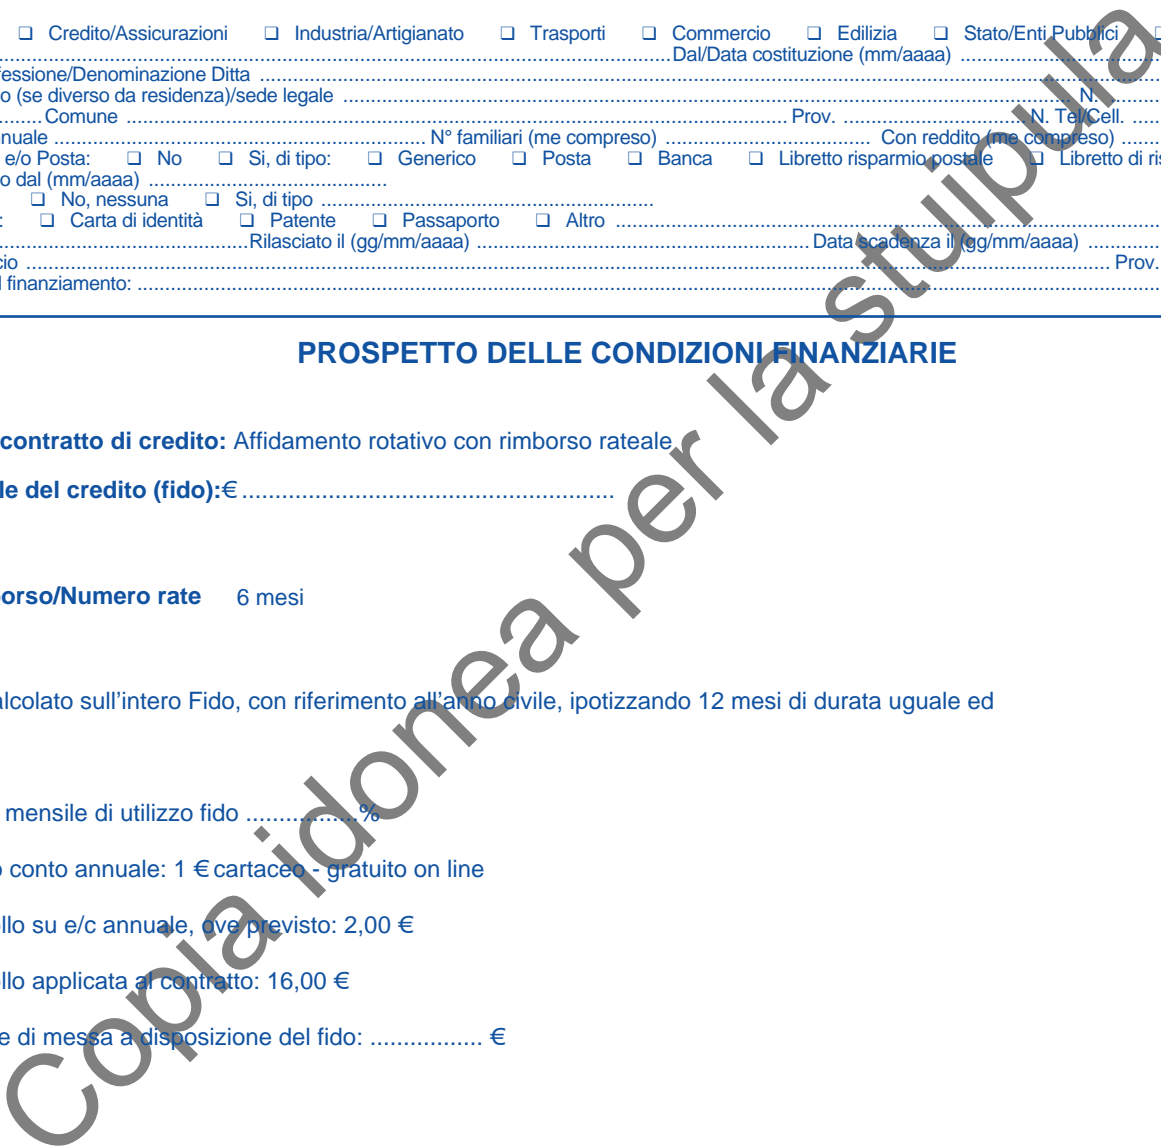 ❑ Credito/Assicurazioni ❑ Industria/Artigianato ❑ Trasporti ❑ Commercio ❑ Edilizia ❑ Stato/Enti Pubblici ❑
Dal/Data costituzione (mm/aaaa)
fessione/Denominazione Ditta
o (se diverso da residenza)/sede legale N.
Comune Prov. N. Tel/Cell.
nuale N° familiari (me compreso) Con reddito (me compreso)
e/o Posta: ❑ No ❑ Si, di tipo: ❑ Generico ❑ Posta ❑ Banca ❑ Libretto risparmio postale ❑ Libretto di ris
o dal (mm/aaaa)
❑ No, nessuna ❑ Si, di tipo
: ❑ Carta di identità ❑ Patente ❑ Passaporto ❑ Altro
Rilasciato il (gg/mm/aaaa) Data scadenza il (gg/mm/aaaa)
cio Prov.
l finanziamento:
PROSPETTO DELLE CONDIZIONI FINANZIARIE
contratto di credito: Affidamento rotativo con rimborso rateale
le del credito (fido):€
borso/Numero rate 6 mesi
alcolato sull’intero Fido, con riferimento all’anno civile, ipotizzando 12 mesi di durata uguale ed
mensile di utilizzo fido .................%
o conto annuale: 1 € cartaceo - gratuito on line
ollo su e/c annuale, ove previsto: 2,00 €
ollo applicata al contratto: 16,00 €
e di messa a disposizione del fido: ................. €
Copia idonea per la stuipula